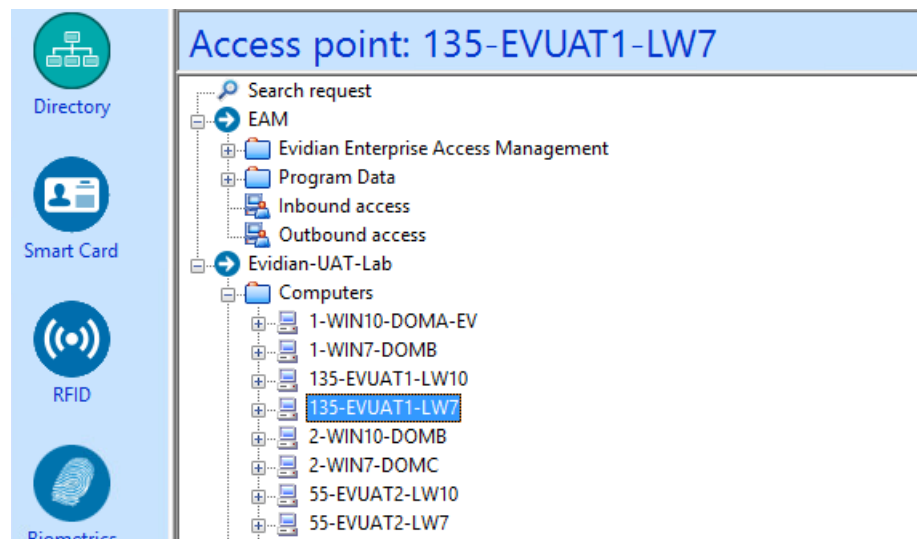 Access point: 135-EVUAT1-LW7
Directory
Smart Card
RFID
Biometrics
Search request
EAM
Evidian Enterprise Access Management
Program Data
Inbound access
Outbound access
Evidian-UAT-Lab
Computers
1-WIN10-DOMA-EV
1-WIN7-DOMB
135-EVUAT1-LW10
135-EVUAT1-LW7
2-WIN10-DOMB
2-WIN7-DOMC
55-EVUAT2-LW10
55-EVUAT2-LW7